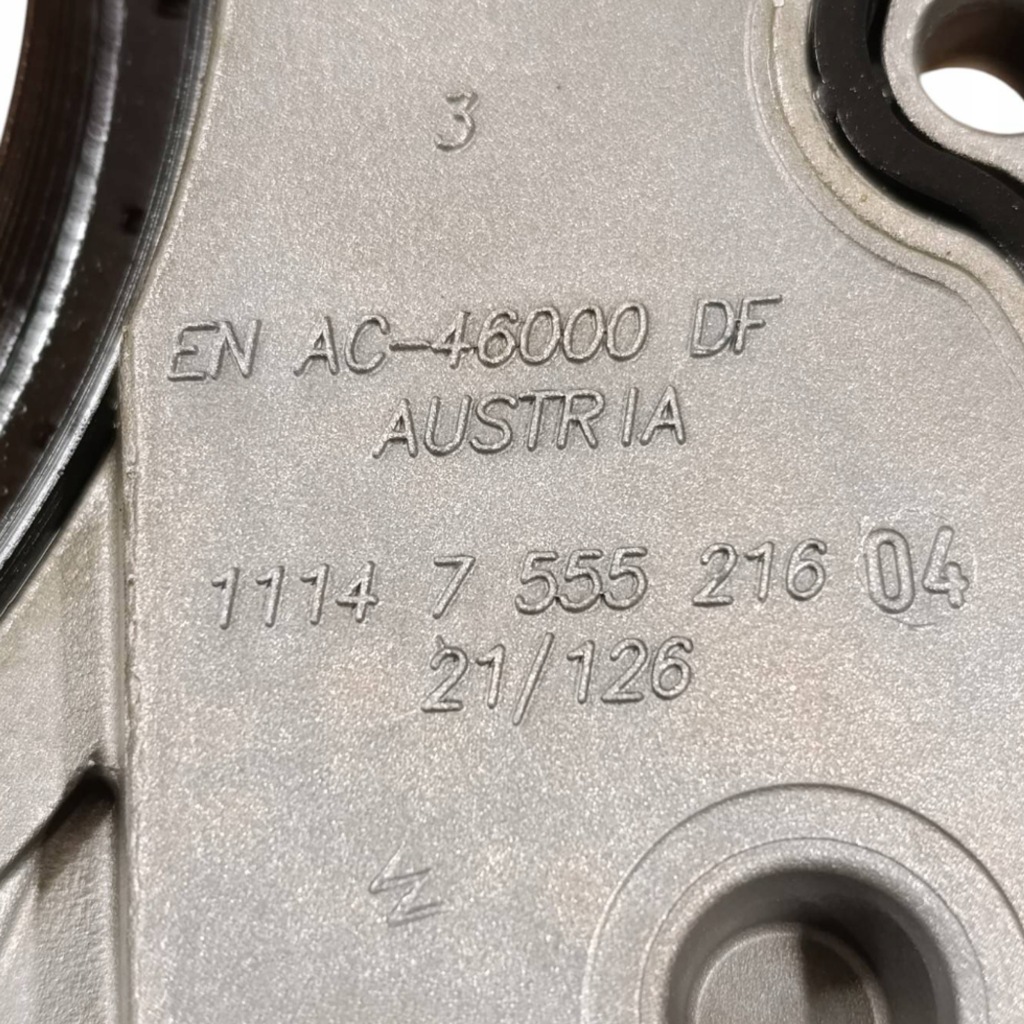 3
EN AC-46000 DF
AUSTRIA
1114 7 555 216 04
21/126